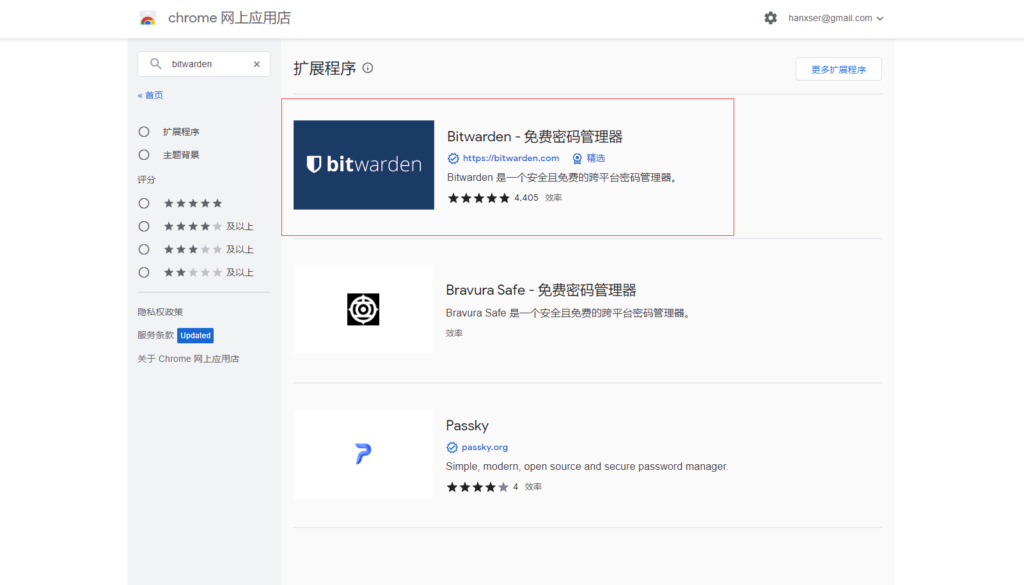 chrome 网上应用店
hanxser@gmail.com
bitwarden
« 首页
扩展程序
主题背景
评分
及以上
及以上
及以上
隐私权政策
服务条款 Updated
关于 Chrome 网上应用店
扩展程序
更多扩展程序
bitwarden
Bitwarden - 免费密码管理器
https://bitwarden.com 精选
Bitwarden 是一个安全且免费的跨平台密码管理器。
4,405 效率
Bravura Safe - 免费密码管理器
Bravura Safe 是一个安全且免费的跨平台密码管理器。
效率
Passky
passky.org
Simple, modern, open source and secure password manager.
4 效率